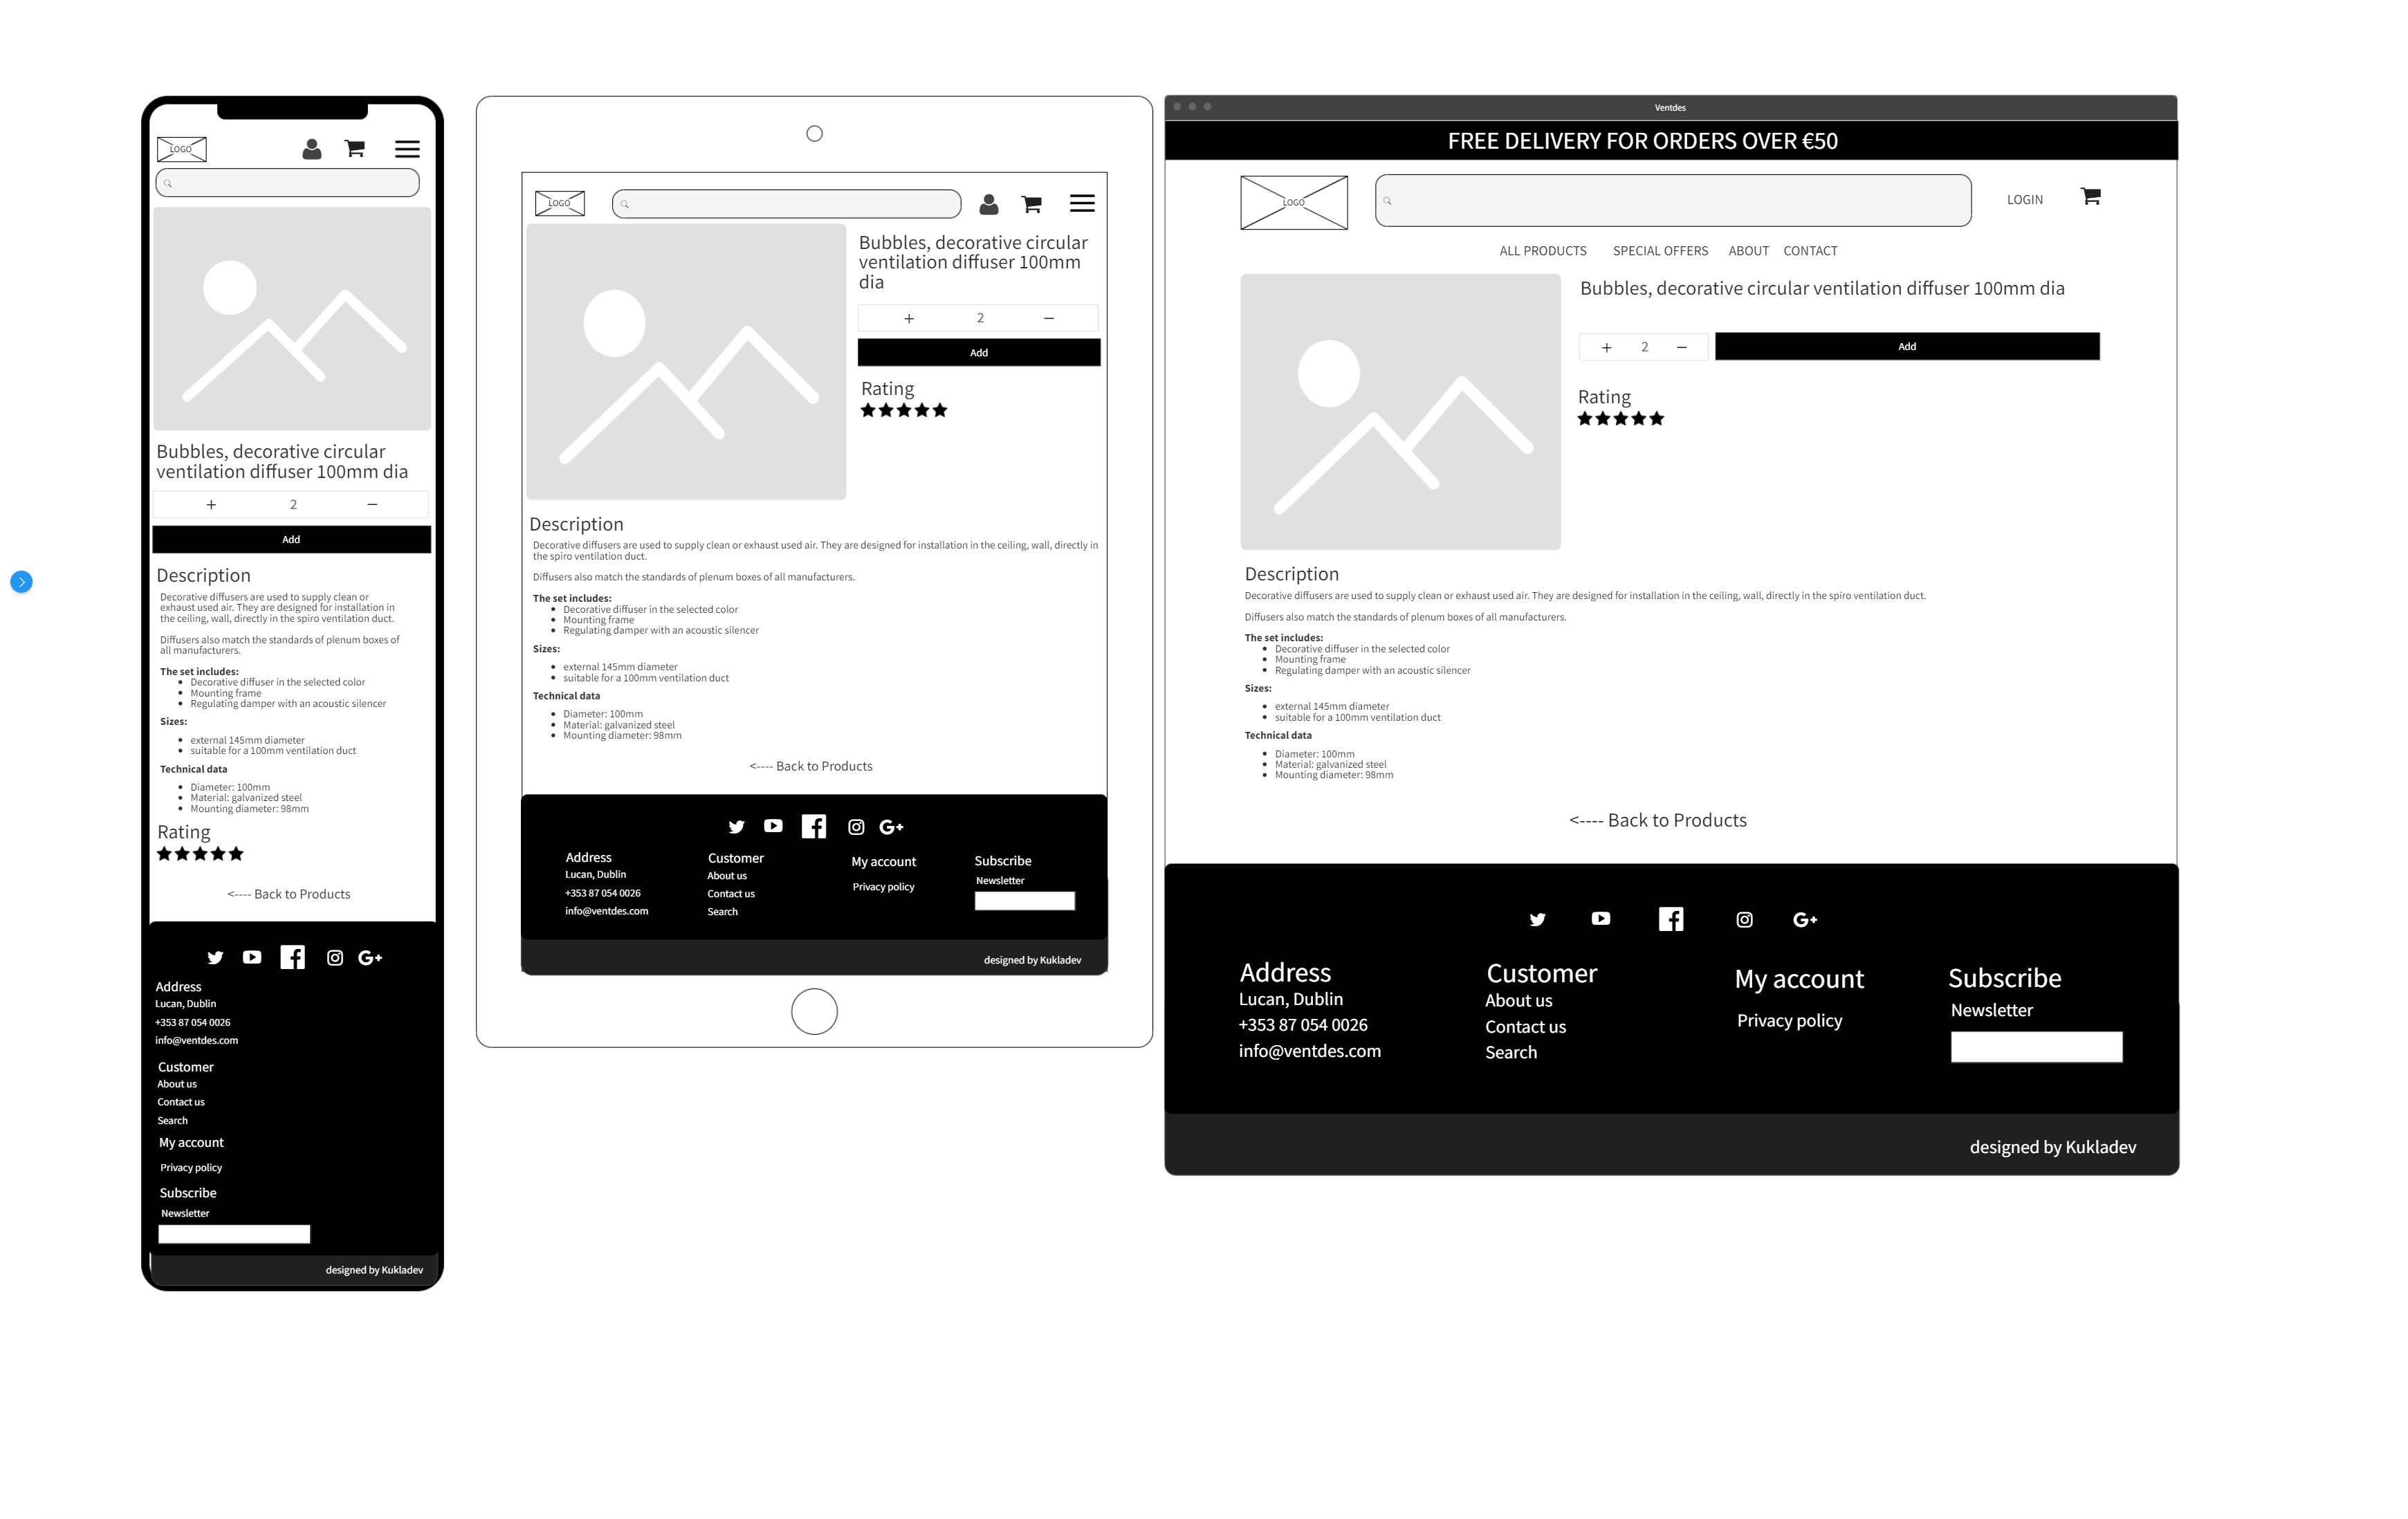 LOGO
Bubbles, decorative circular
ventilation diffuser 100mm dia
+ 2 −
Add
Description
Decorative diffusers are used to supply clean or
exhaust used air. They are designed for installation in
the ceiling, wall, directly in the spiro ventilation duct.
Diffusers also match the standards of plenum boxes of
all manufacturers.
The set includes:
• Decorative diffuser in the selected color
• Mounting frame
• Regulating damper with an acoustic silencer
Sizes:
• external 145mm diameter
• suitable for a 100mm ventilation duct
Technical data
• Diameter: 100mm
• Material: galvanized steel
• Mounting diameter: 98mm
Rating
<---- Back to Products
G+
Address
Lucan, Dublin
+353 87 054 0026
info@ventdes.com
Customer
About us
Contact us
Search
My account
Privacy policy
Subscribe
Newsletter
designed by Kukladev
LOGO
Bubbles, decorative circular
ventilation diffuser 100mm
dia
+ 2 −
Add
Rating
Description
Decorative diffusers are used to supply clean or exhaust used air. They are designed for installation in the ceiling, wall, directly in
the spiro ventilation duct.
Diffusers also match the standards of plenum boxes of all manufacturers.
The set includes:
• Decorative diffuser in the selected color
• Mounting frame
• Regulating damper with an acoustic silencer
Sizes:
• external 145mm diameter
• suitable for a 100mm ventilation duct
Technical data
• Diameter: 100mm
• Material: galvanized steel
• Mounting diameter: 98mm
<---- Back to Products
G+
Address
Lucan, Dublin
+353 87 054 0026
info@ventdes.com
Customer
About us
Contact us
Search
My account
Privacy policy
Subscribe
Newsletter
designed by Kukladev
Ventdes
FREE DELIVERY FOR ORDERS OVER €50
LOGO
LOGIN
ALL PRODUCTS SPECIAL OFFERS ABOUT CONTACT
Bubbles, decorative circular ventilation diffuser 100mm dia
+ 2 − Add
Rating
Description
Decorative diffusers are used to supply clean or exhaust used air. They are designed for installation in the ceiling, wall, directly in the spiro ventilation duct.
Diffusers also match the standards of plenum boxes of all manufacturers.
The set includes:
• Decorative diffuser in the selected color
• Mounting frame
• Regulating damper with an acoustic silencer
Sizes:
• external 145mm diameter
• suitable for a 100mm ventilation duct
Technical data
• Diameter: 100mm
• Material: galvanized steel
• Mounting diameter: 98mm
<---- Back to Products
G+
Address
Lucan, Dublin
+353 87 054 0026
info@ventdes.com
Customer
About us
Contact us
Search
My account
Privacy policy
Subscribe
Newsletter
designed by Kukladev